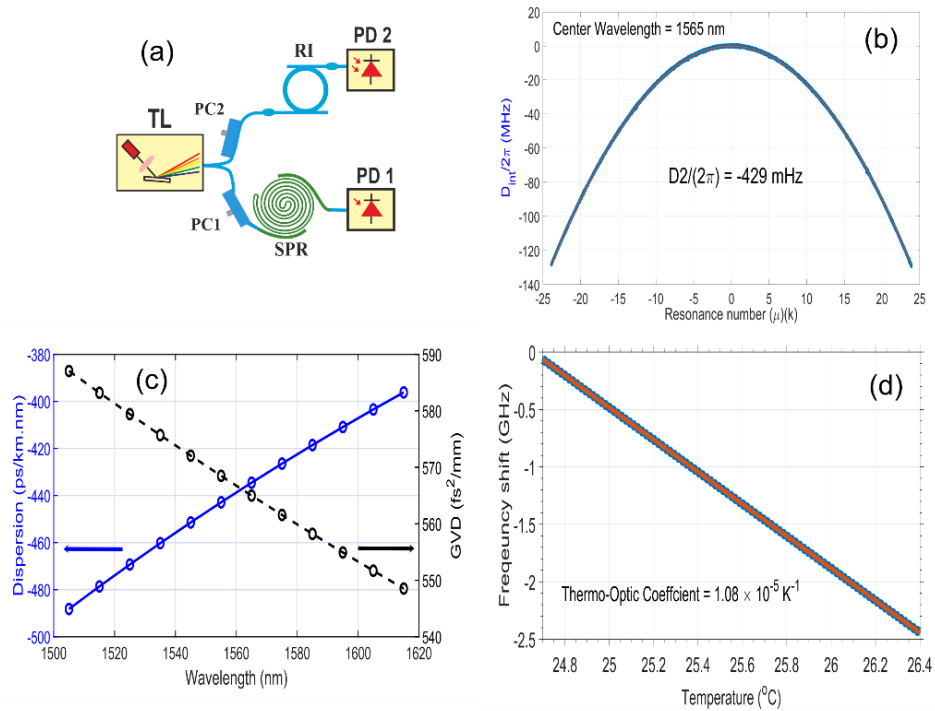 (a)
TL
PC2
RI
PD 2
PC1
SPR
PD 1
(b)
Center Wavelength = 1565 nm
D2/(2π) = -429 mHz
D_int/2π (MHz)
20
0
-20
-40
-60
-80
-100
-120
-140
-25 -20 -15 -10 -5 0 5 10 15 20 25
Resonance number (μ)(k)
(c)
Dispersion (ps/km.nm)
-380
-400
-420
-440
-460
-480
-500
590
580
570
560
550
540
GVD (fs²/mm)
1500 1520 1540 1560 1580 1600 1620
Wavelength (nm)
(d)
Freqeuncy shift (GHz)
0
-0.5
-1
-1.5
-2
-2.5
Thermo-Optic Coeffcient = 1.08 × 10⁻⁵ K⁻¹
24.8 25 25.2 25.4 25.6 25.8 26 26.2 26.4
Temperature (⁰C)